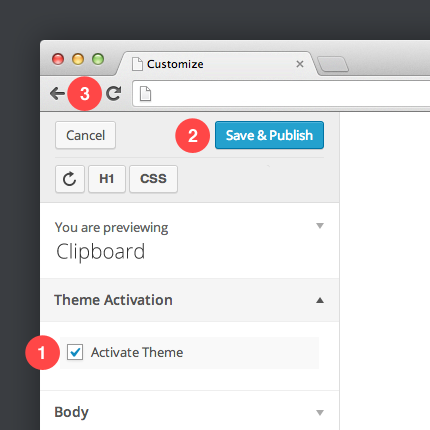 Customize
3
Cancel
2
Save & Publish
H1
CSS
You are previewing
Clipboard
Theme Activation
1
Activate Theme
Body